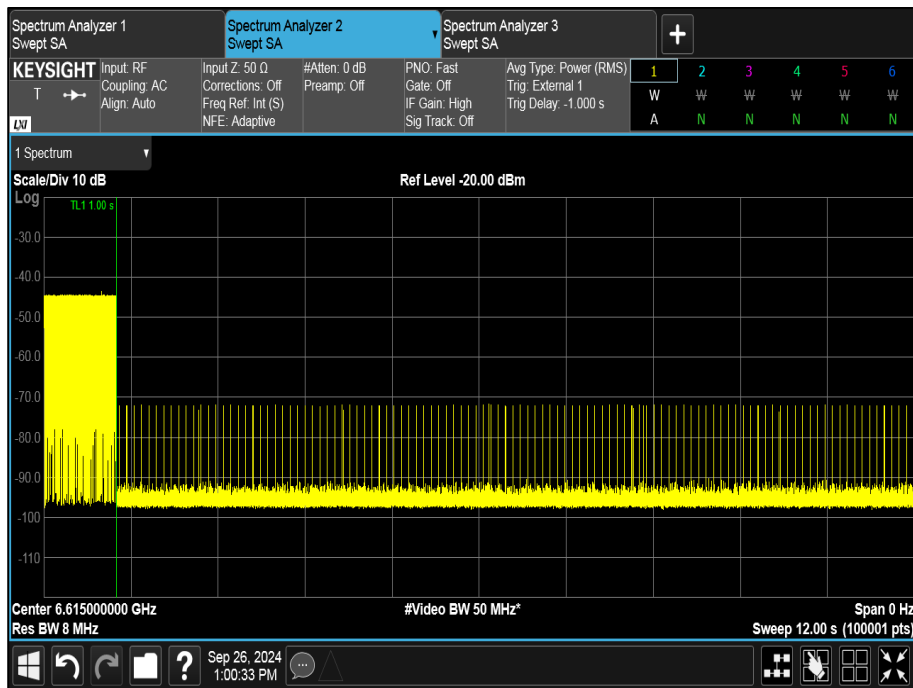 Spectrum Analyzer 1
Swept SA
Spectrum Analyzer 2
Swept SA
Spectrum Analyzer 3
Swept SA
KEYSIGHT
T
LXI
Input: RF
Coupling: AC
Align: Auto
Input Z: 50 Ω
Corrections: Off
Freq Ref: Int (S)
NFE: Adaptive
#Atten: 0 dB
Preamp: Off
PNO: Fast
Gate: Off
IF Gain: High
Sig Track: Off
Avg Type: Power (RMS)
Trig: External 1
Trig Delay: -1.000 s
1 2 3 4 5 6
W W W W W W
A N N N N N
1 Spectrum
Scale/Div 10 dB
Ref Level -20.00 dBm
Log
TL1 1.00 s
-30.0
-40.0
-50.0
-60.0
-70.0
-80.0
-90.0
-100
-110
Center 6.615000000 GHz
#Video BW 50 MHz*
Span 0 Hz
Res BW 8 MHz
Sweep 12.00 s (100001 pts)
?
Sep 26, 2024
1:00:33 PM